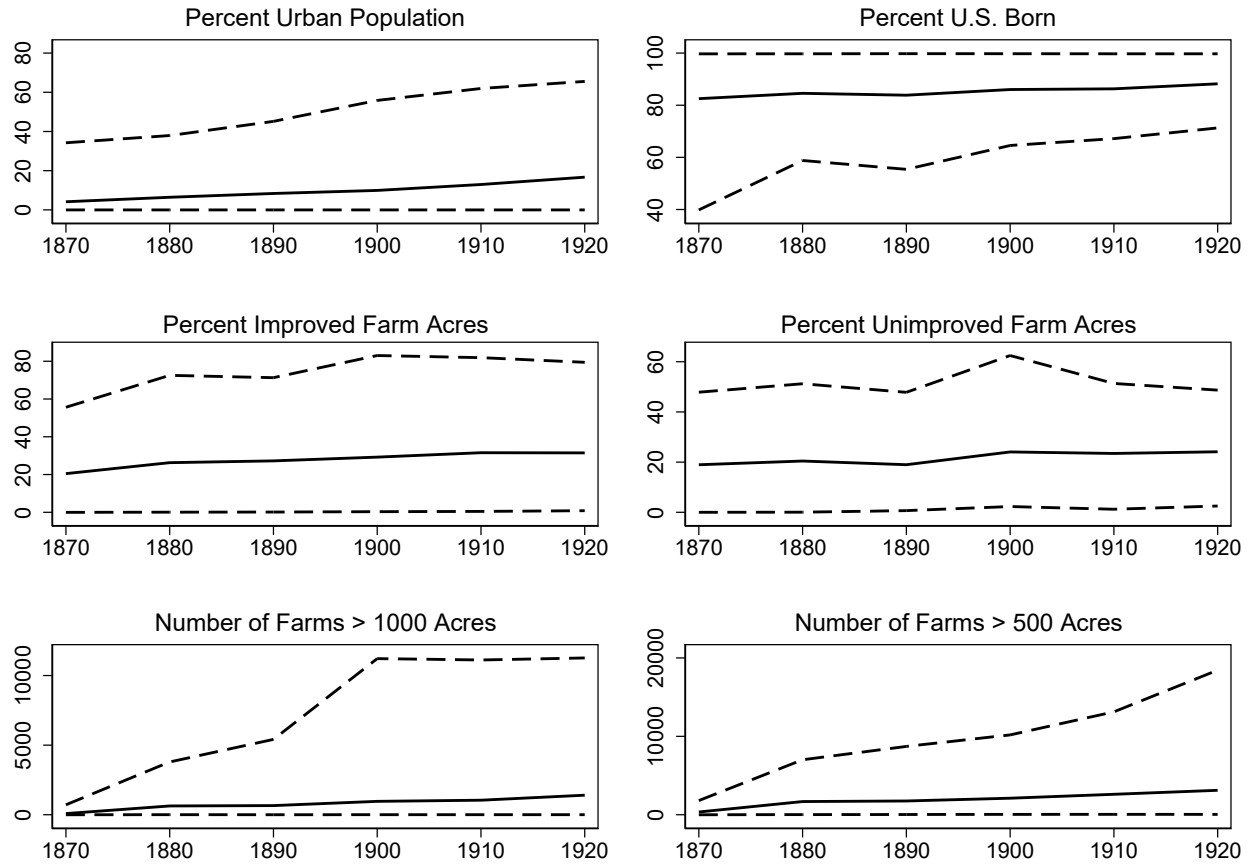 Percent Urban Population
80
60
40
20
0
1870 1880 1890 1900 1910 1920
Percent U.S. Born
100
80
60
40
1870 1880 1890 1900 1910 1920
Percent Improved Farm Acres
80
60
40
20
0
1870 1880 1890 1900 1910 1920
Percent Unimproved Farm Acres
60
40
20
0
1870 1880 1890 1900 1910 1920
Number of Farms > 1000 Acres
10000
5000
0
1870 1880 1890 1900 1910 1920
Number of Farms > 500 Acres
20000
10000
0
1870 1880 1890 1900 1910 1920